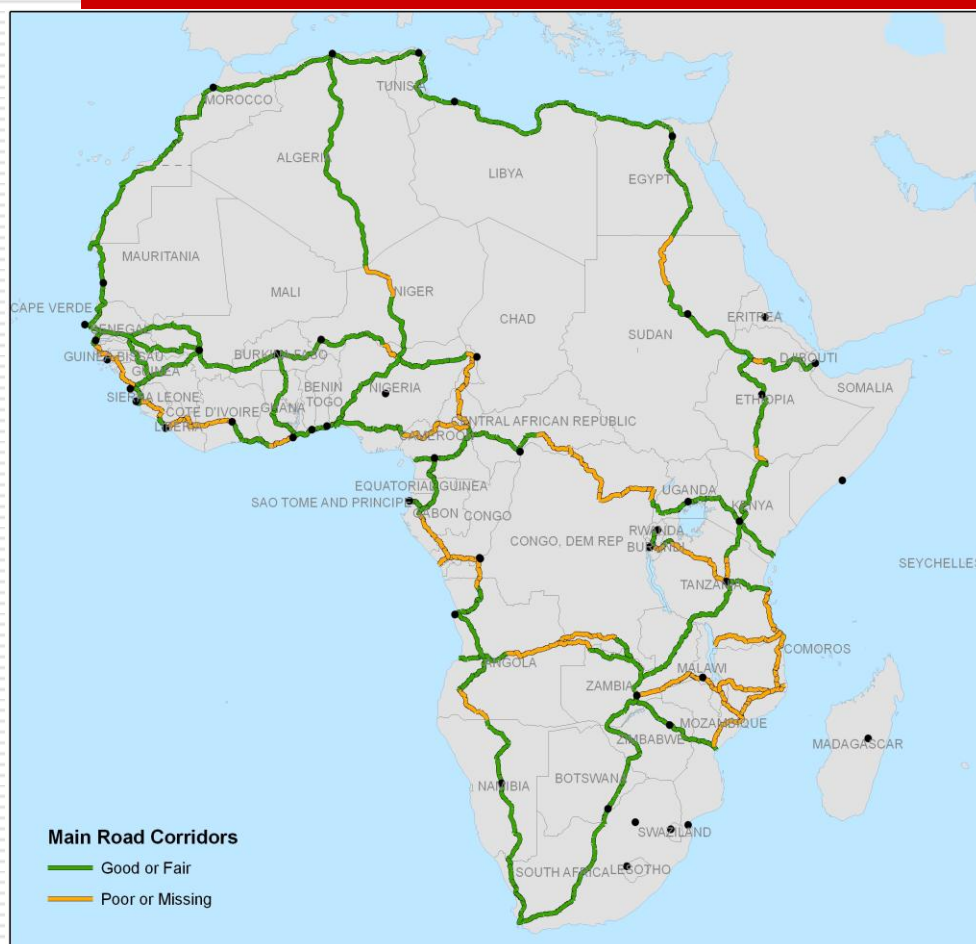 MOROCCO
TUNISIA
ALGERIA
LIBYA
EGYPT
MAURITANIA
MALI
NIGER
CAPE VERDE
CHAD
ERITREA
SENEGAL
SUDAN
GUINEA BISSAU
BURKINA FASO
DJIBOUTI
GUINEA
BENIN
NIGERIA
SOMALIA
SIERRA LEONE
TOGO
ETHIOPIA
COTE D'IVOIRE
GHANA
LIBERIA
CENTRAL AFRICAN REPUBLIC
CAMEROON
EQUATORIAL GUINEA
UGANDA
SAO TOME AND PRINCIPE
KENYA
GABON
CONGO
RWANDA
CONGO, DEM REP
BURUNDI
SEYCHELLES
TANZANIA
COMOROS
ANGOLA
MALAWI
ZAMBIA
MOZAMBIQUE
ZIMBABWE
MADAGASCAR
BOTSWANA
NAMIBIA
SWAZILAND
SOUTH AFRICA
LESOTHO
Main Road Corridors
Good or Fair
Poor or Missing